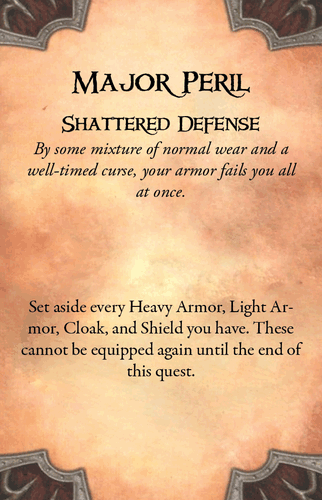 Major Peril
Shattered Defense
By some mixture of normal wear and a
well-timed curse, your armor fails you all
at once.
Set aside every Heavy Armor, Light Ar-
mor, Cloak, and Shield you have. These
cannot be equipped again until the end of
this quest.